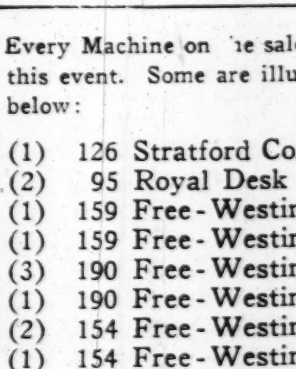 Every Machine on he sale
this event. Some are illu
below:
(1) 126 Stratford Co
(2) 95 Royal Desk
(1) 159 Free-Westin
(1) 159 Free-Westin
(3) 190 Free-Westin
(1) 190 Free-Westin
(2) 154 Free-Westin
(1) 154 Free-Westin